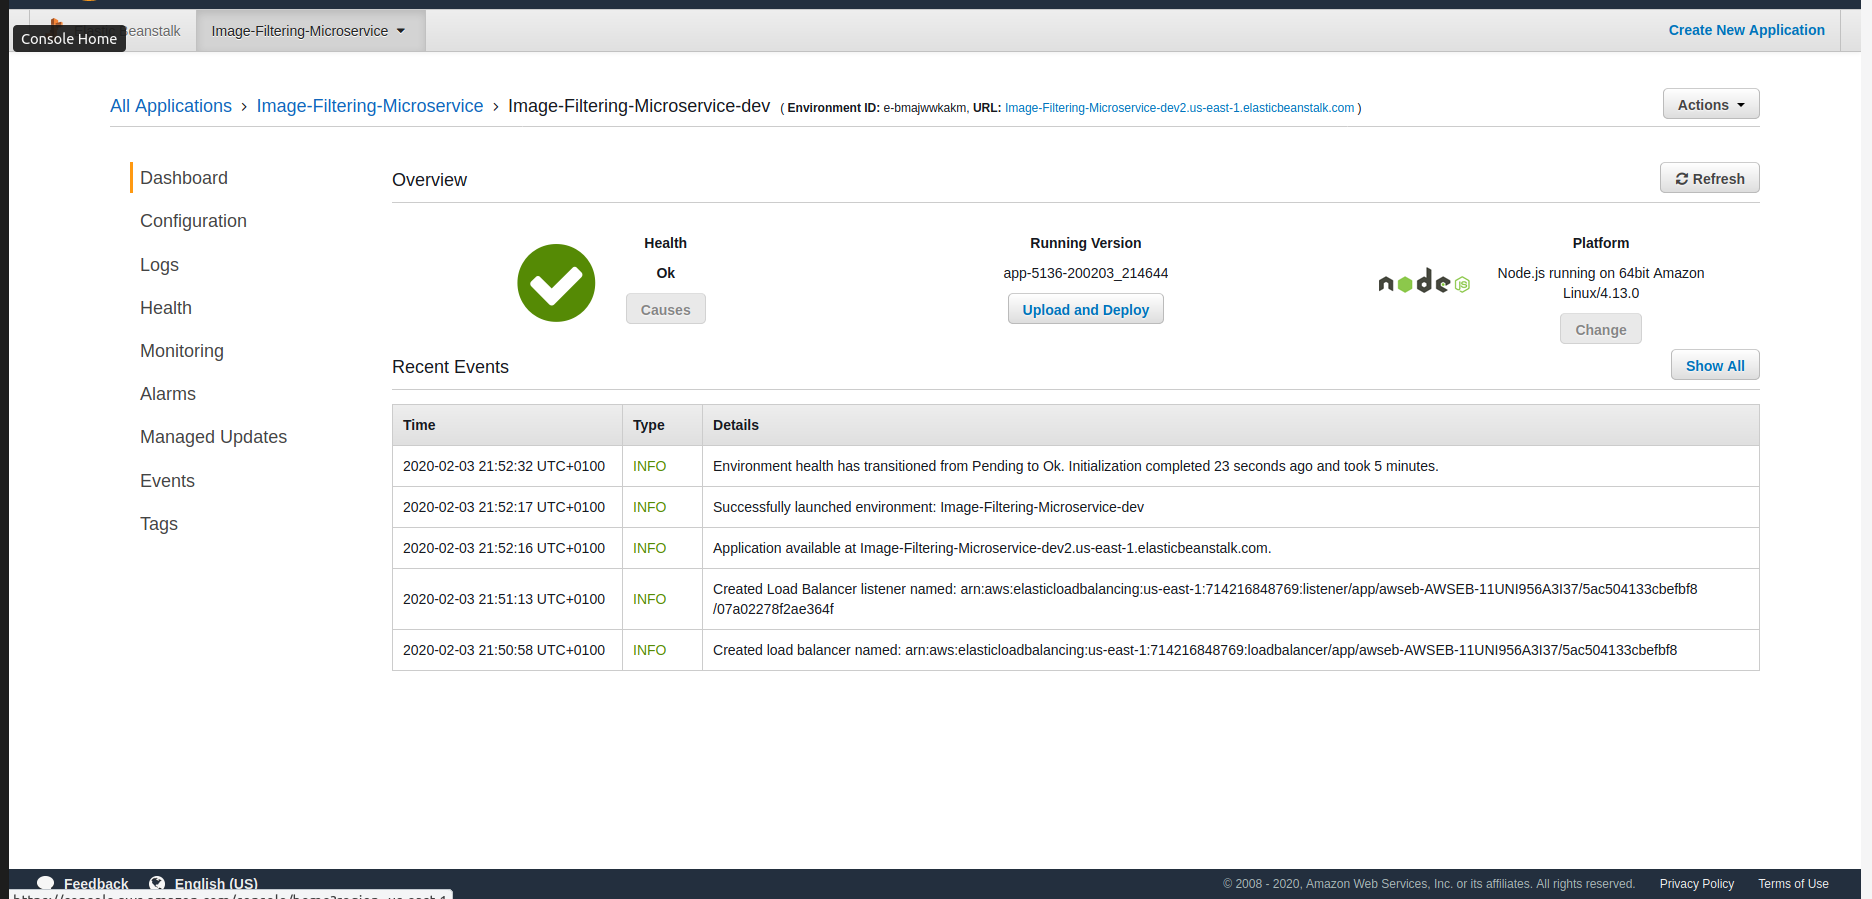 Console Home
Beanstalk
Image-Filtering-Microservice
Create New Application
All Applications › Image-Filtering-Microservice › Image-Filtering-Microservice-dev ( Environment ID: e-bmajwwkakm, URL: Image-Filtering-Microservice-dev2.us-east-1.elasticbeanstalk.com )
Actions
Dashboard
Configuration
Logs
Health
Monitoring
Alarms
Managed Updates
Events
Tags
Overview
Refresh
Health
Ok
Causes
Running Version
app-5136-200203_214644
Upload and Deploy
node JS
Platform
Node.js running on 64bit Amazon
Linux/4.13.0
Change
Recent Events
Show All
Time Type Details
2020-02-03 21:52:32 UTC+0100 INFO Environment health has transitioned from Pending to Ok. Initialization completed 23 seconds ago and took 5 minutes.
2020-02-03 21:52:17 UTC+0100 INFO Successfully launched environment: Image-Filtering-Microservice-dev
2020-02-03 21:52:16 UTC+0100 INFO Application available at Image-Filtering-Microservice-dev2.us-east-1.elasticbeanstalk.com.
2020-02-03 21:51:13 UTC+0100 INFO Created Load Balancer listener named: arn:aws:elasticloadbalancing:us-east-1:714216848769:listener/app/awseb-AWSEB-11UNI956A3I37/5ac504133cbefbf8
/07a02278f2ae364f
2020-02-03 21:50:58 UTC+0100 INFO Created load balancer named: arn:aws:elasticloadbalancing:us-east-1:714216848769:loadbalancer/app/awseb-AWSEB-11UNI956A3I37/5ac504133cbefbf8
Feedback
English (US)
© 2008 - 2020, Amazon Web Services, Inc. or its affiliates. All rights reserved.
Privacy Policy
Terms of Use